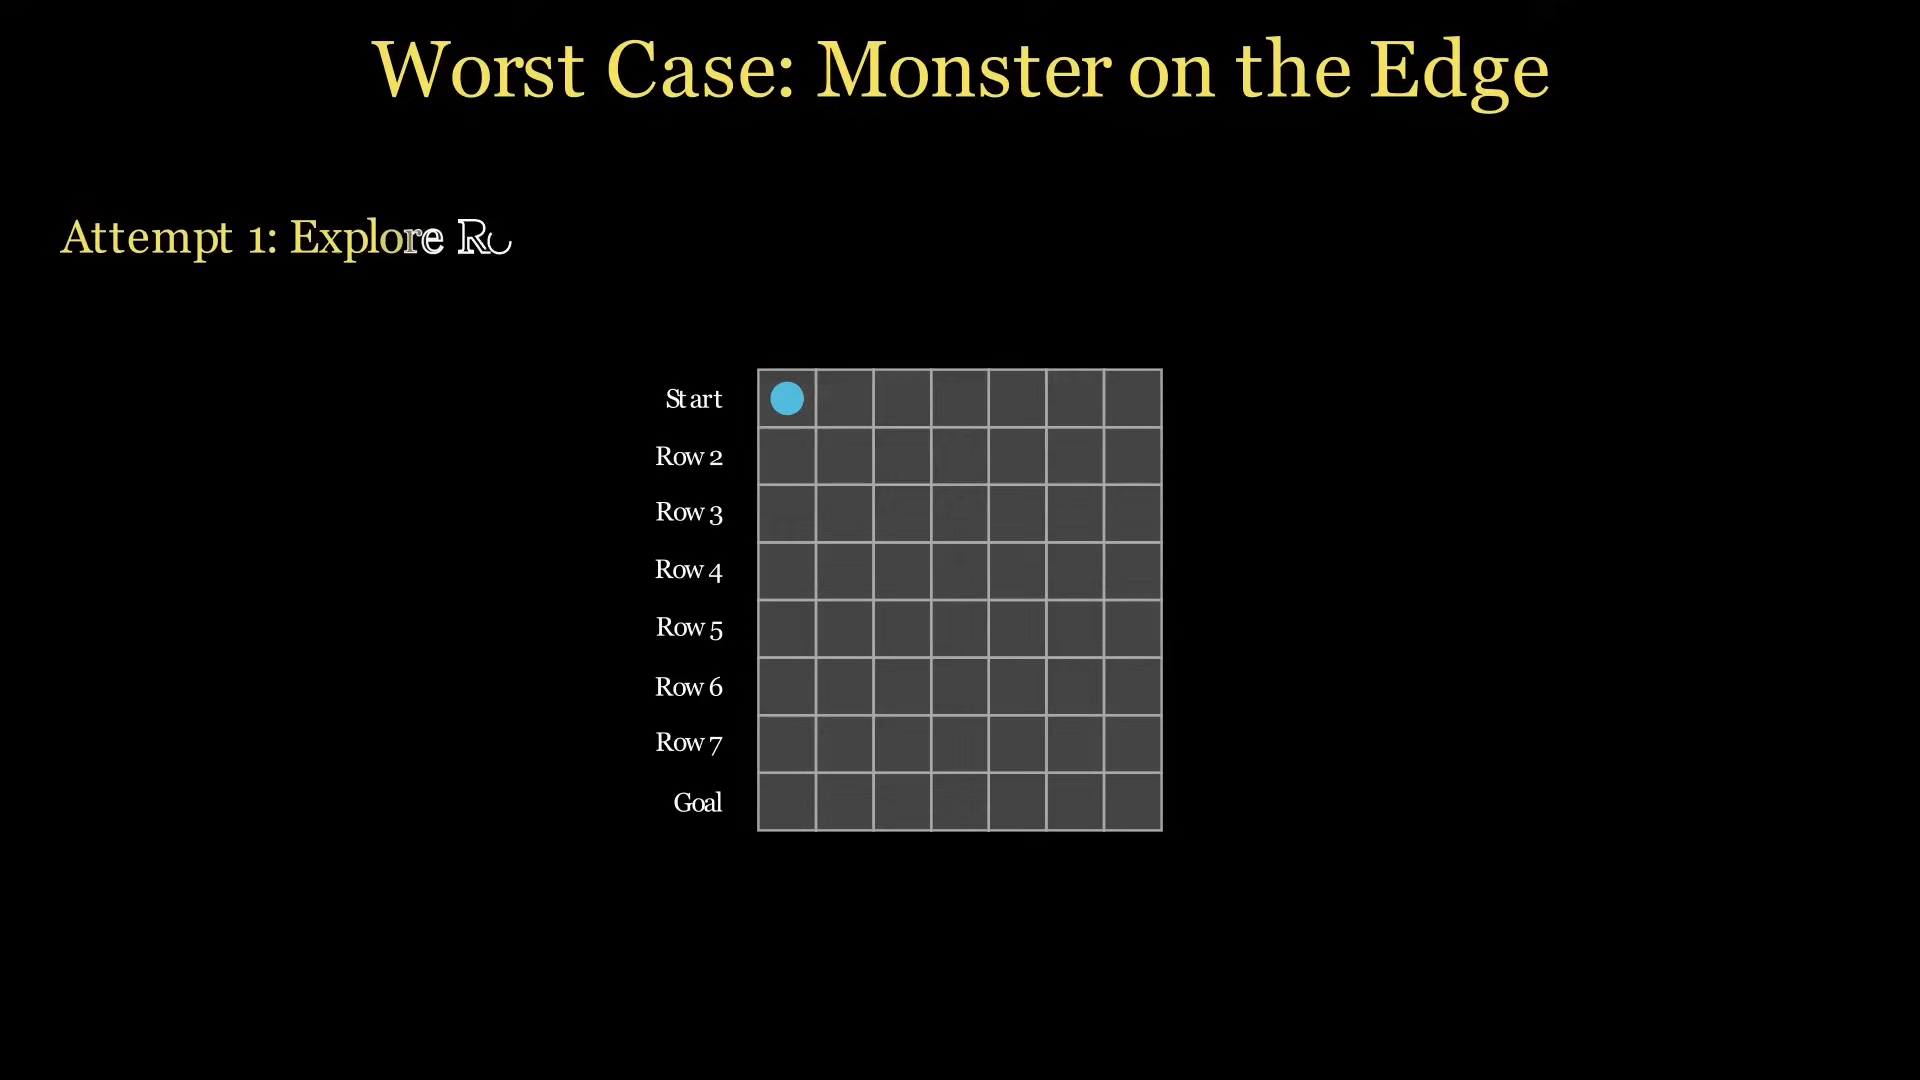 Worst Case: Monster on the Edge
Attempt 1: Explore
Start
Row 2
Row 3
Row 4
Row 5
Row 6
Row 7
Goal